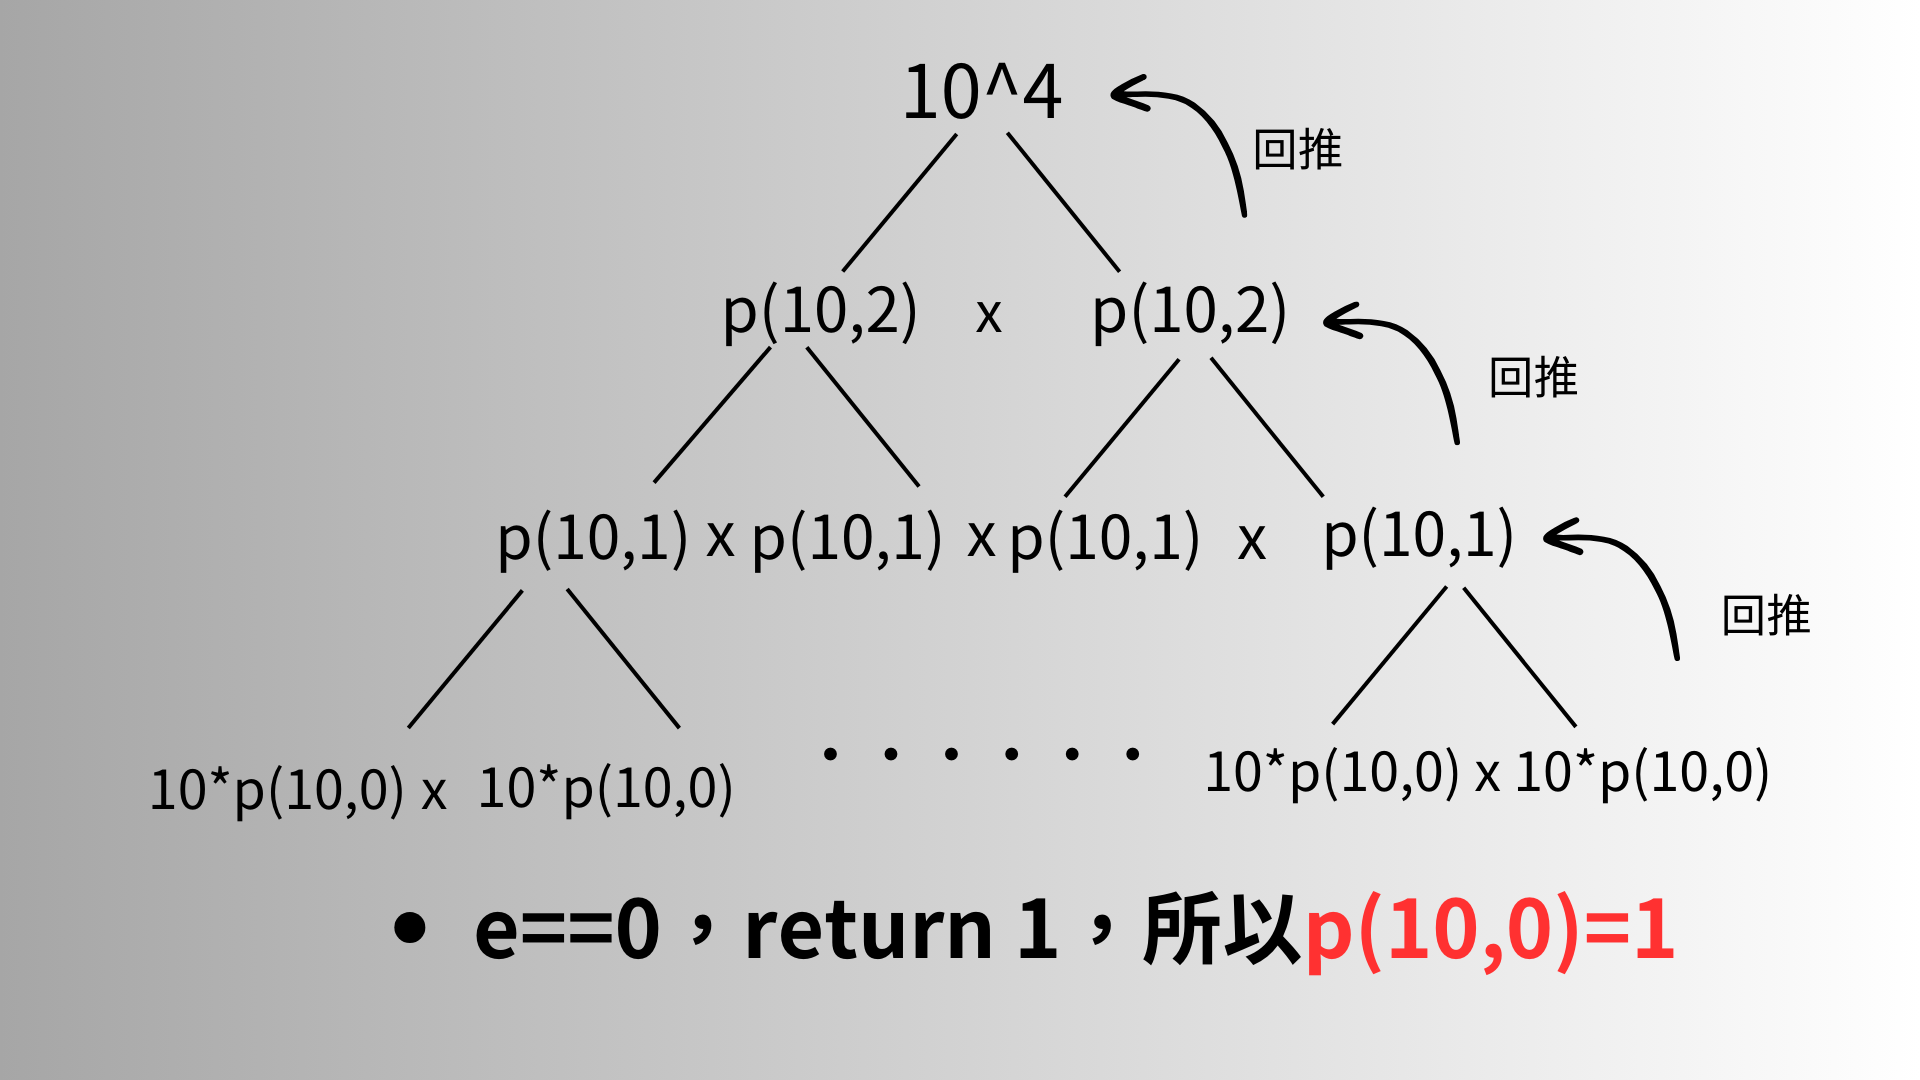 10^4
回推
p(10,2) x p(10,2)
回推
p(10,1) x p(10,1) x p(10,1) x p(10,1)
回推
10*p(10,0) x 10*p(10,0) • • • • • • 10*p(10,0) x 10*p(10,0)
• e==0，return 1，所以p(10,0)=1